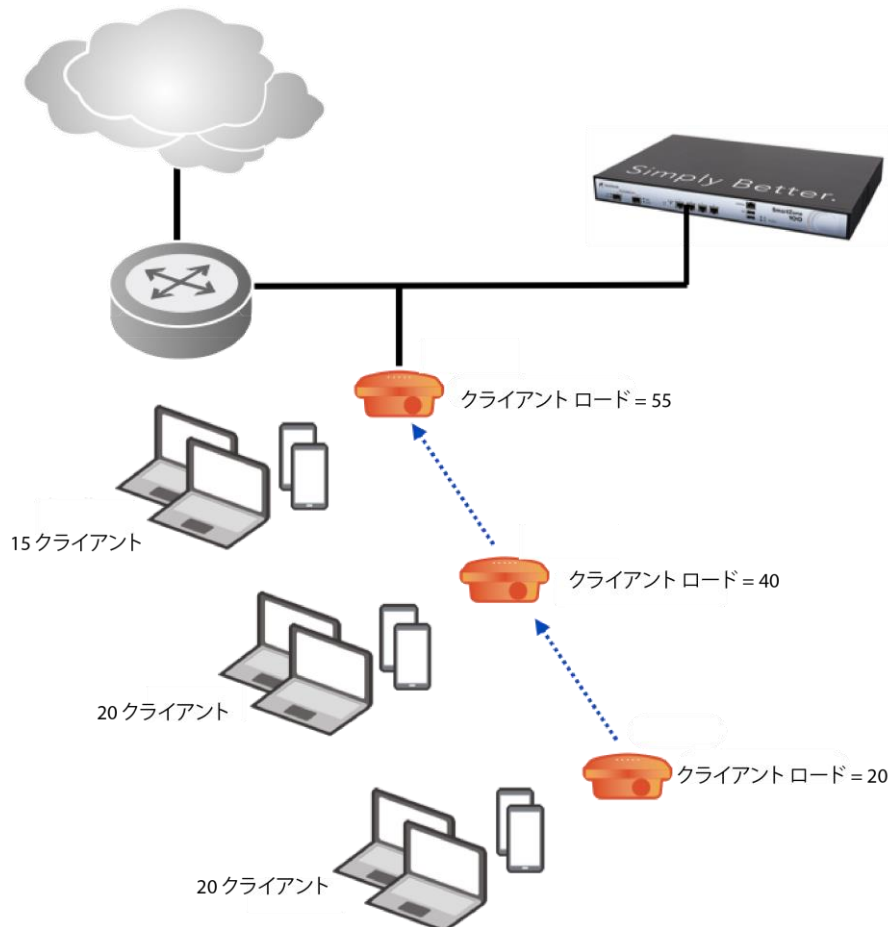 Simply Better.
SmartZone
100
クライアント ロード = 55
15 クライアント
クライアント ロード = 40
20 クライアント
クライアント ロード = 20
20 クライアント